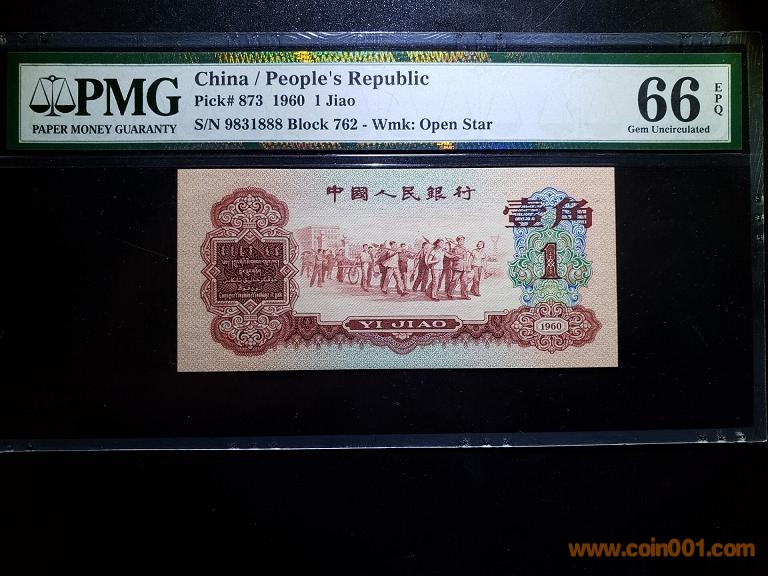 PMG
PAPER MONEY GUARANTY
China / People's Republic
Pick# 873 1960 1 Jiao
S/N 9831888 Block 762 - Wmk: Open Star
66
EPQ
Gem Uncirculated
中國人民銀行
壹角
1
YI JIAO
1960
www.coin001.com